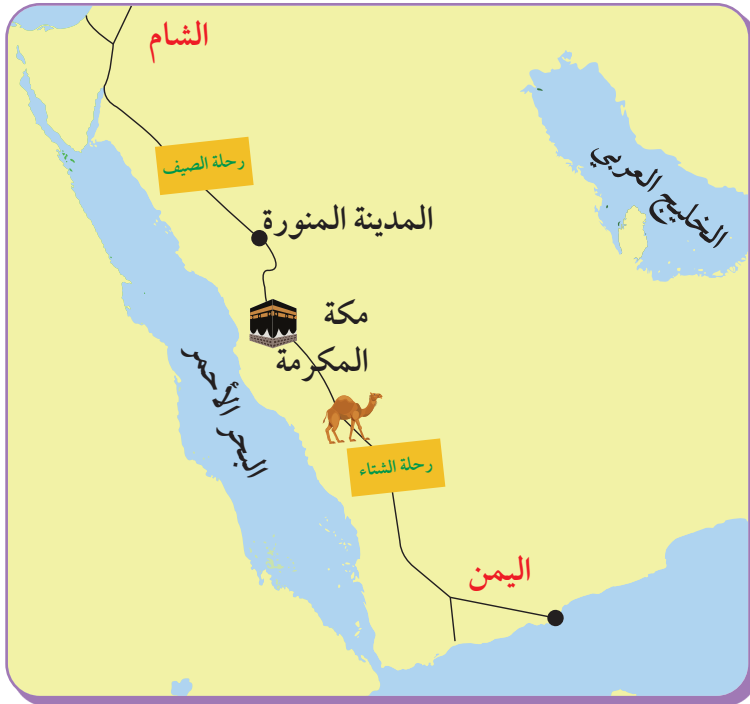 الشام
رحلة الصيف
الخليج العربي
المدينة المنورة
مكة
المكرمة
البحر الأحمر
رحلة الشتاء
اليمن